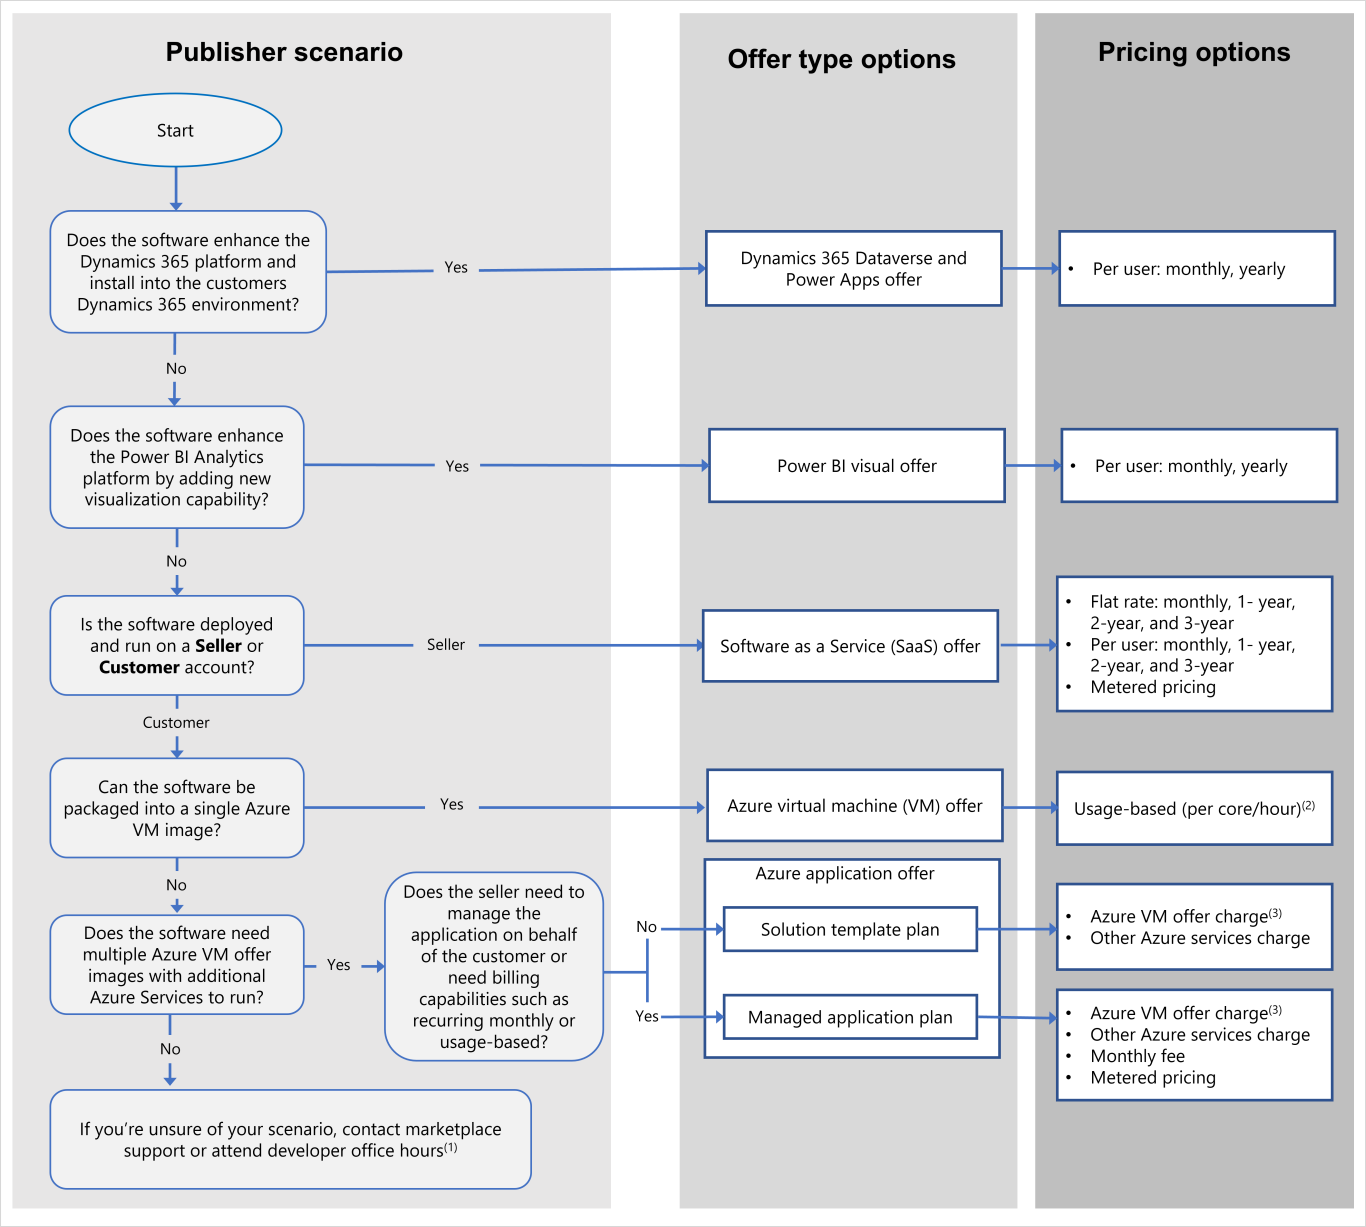 Publisher scenario
Offer type options
Pricing options
Start
Does the software enhance the
Dynamics 365 platform and
install into the customers
Dynamics 365 environment?
Yes
Dynamics 365 Dataverse and
Power Apps offer
• Per user: monthly, yearly
No
Does the software enhance
the Power BI Analytics
platform by adding new
visualization capability?
Yes
Power BI visual offer
• Per user: monthly, yearly
No
Is the software deployed
and run on a Seller or
Customer account?
Seller
Software as a Service (SaaS) offer
• Flat rate: monthly, 1- year,
2-year, and 3-year
• Per user: monthly, 1- year,
2-year, and 3-year
• Metered pricing
Customer
Can the software be
packaged into a single Azure
VM image?
Yes
Azure virtual machine (VM) offer
Usage-based (per core/hour)(2)
No
Does the software need
multiple Azure VM offer
images with additional
Azure Services to run?
Yes
Does the seller need to
manage the
application on behalf
of the customer or
need billing
capabilities such as
recurring monthly or
usage-based?
Azure application offer
No
Solution template plan
• Azure VM offer charge(3)
• Other Azure services charge
Yes
Managed application plan
• Azure VM offer charge(3)
• Other Azure services charge
• Monthly fee
• Metered pricing
No
If you’re unsure of your scenario, contact marketplace
support or attend developer office hours(1)